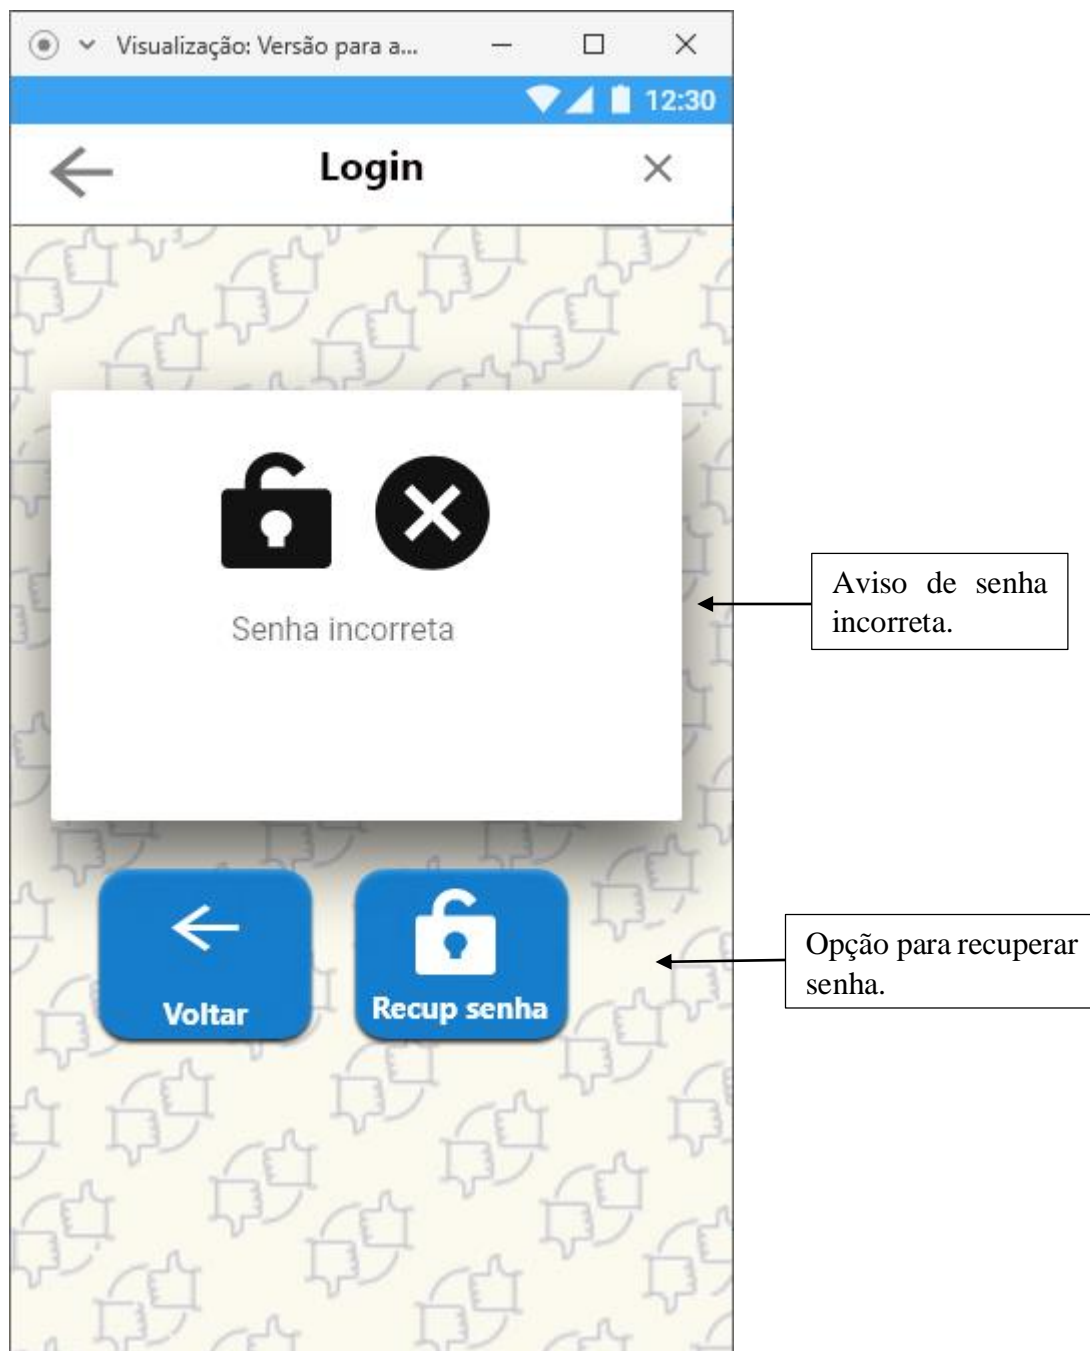 Visualização: Versão para a...
12:30
Login
Senha incorreta
Aviso de senha
incorreta.
Voltar
Recup senha
Opção para recuperar
senha.